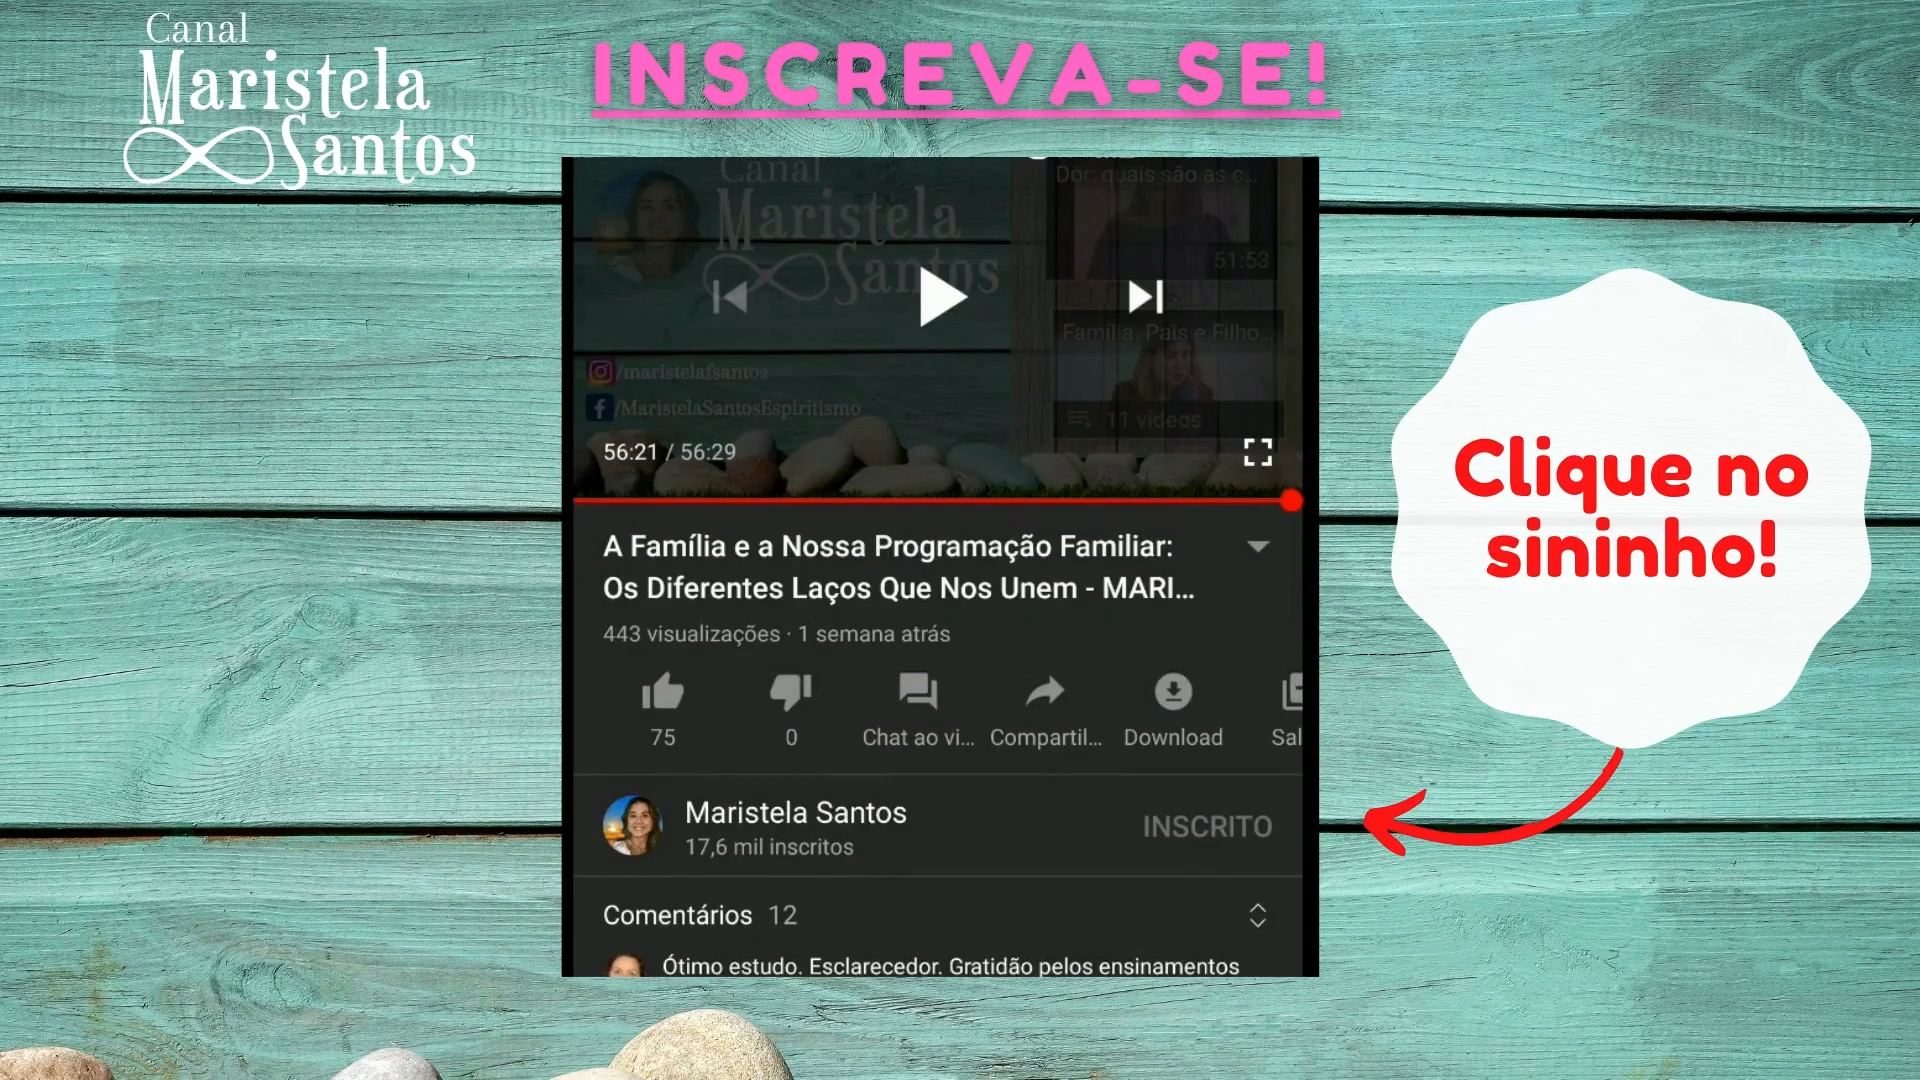 Canal
Maristela
Santos
INSCREVA-SE!
Canal
Maristela
Santos
Dor: quais são as c...
51:53
Família, Pais e Filho...
11 vídeos
/maristelafsantos
/MaristelaSantosEspiritismo
56:21 / 56:29
A Família e a Nossa Programação Familiar:
Os Diferentes Laços Que Nos Unem - MARI...
443 visualizações · 1 semana atrás
75
0
Chat ao vi...
Compartil...
Download
Sal
Maristela Santos
17,6 mil inscritos
INSCRITO
Comentários 12
Ótimo estudo. Esclarecedor. Gratidão pelos ensinamentos
Clique no
sininho!